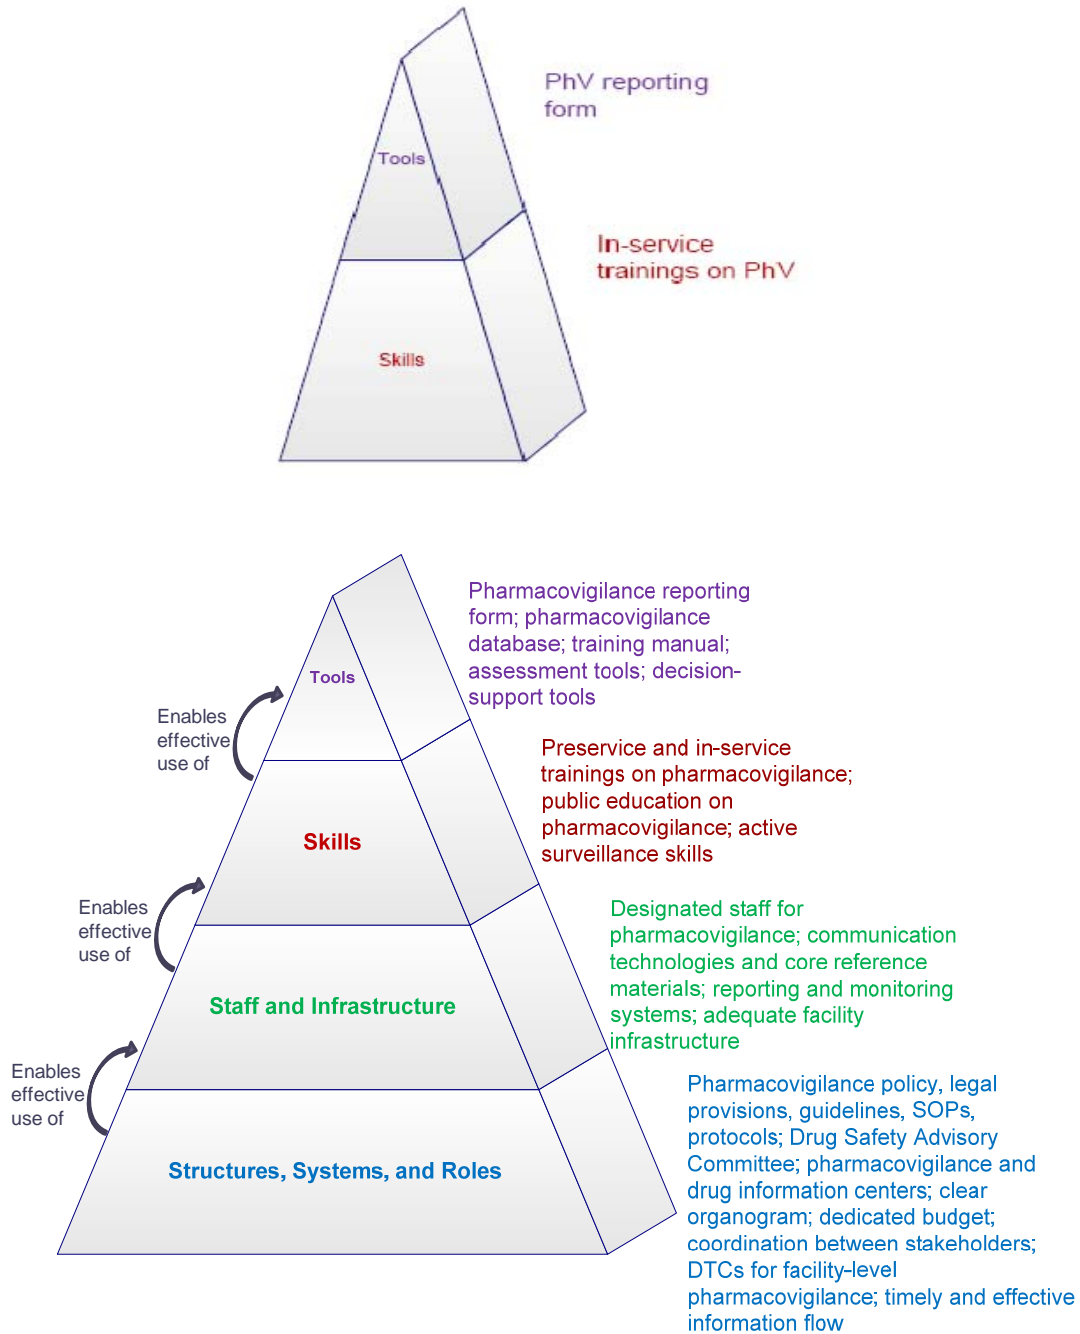 PhV reporting
form
Tools
In-service
trainings on PhV
Skills
Pharmacovigilance reporting
form; pharmacovigilance
database; training manual;
assessment tools; decision-
support tools
Tools
Enables
effective
use of
Preservice and in-service
trainings on pharmacovigilance;
public education on
pharmacovigilance; active
surveillance skills
Skills
Enables
effective
use of
Designated staff for
pharmacovigilance; communication
technologies and core reference
materials; reporting and monitoring
systems; adequate facility
infrastructure
Staff and Infrastructure
Enables
effective
use of
Pharmacovigilance policy, legal
provisions, guidelines, SOPs,
protocols; Drug Safety Advisory
Committee; pharmacovigilance and
drug information centers; clear
organogram; dedicated budget;
coordination between stakeholders;
DTCs for facility-level
pharmacovigilance; timely and effective
information flow
Structures, Systems, and Roles